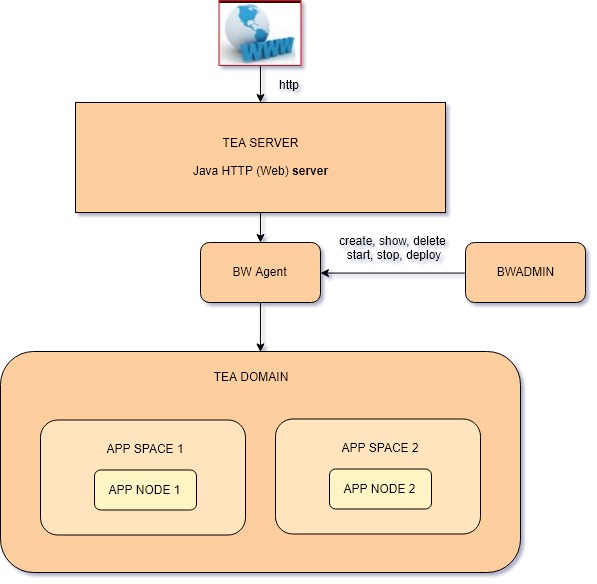 WWW
http
TEA SERVER
Java HTTP (Web) server
create, show, delete
start, stop, deploy
BW Agent
BWADMIN
TEA DOMAIN
APP SPACE 1
APP SPACE 2
APP NODE 1
APP NODE 2